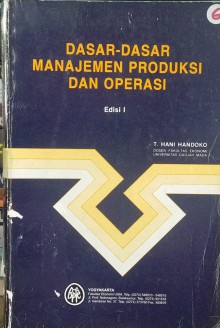 DASAR-DASAR
MANAJEMEN PRODUKSI
DAN OPERASI
Edisi I
T. HANI HANDOKO
DOSEN FAKULTAS EKONOMI
UNIVERSITAS GADJAH MADA
YOGYAKARTA